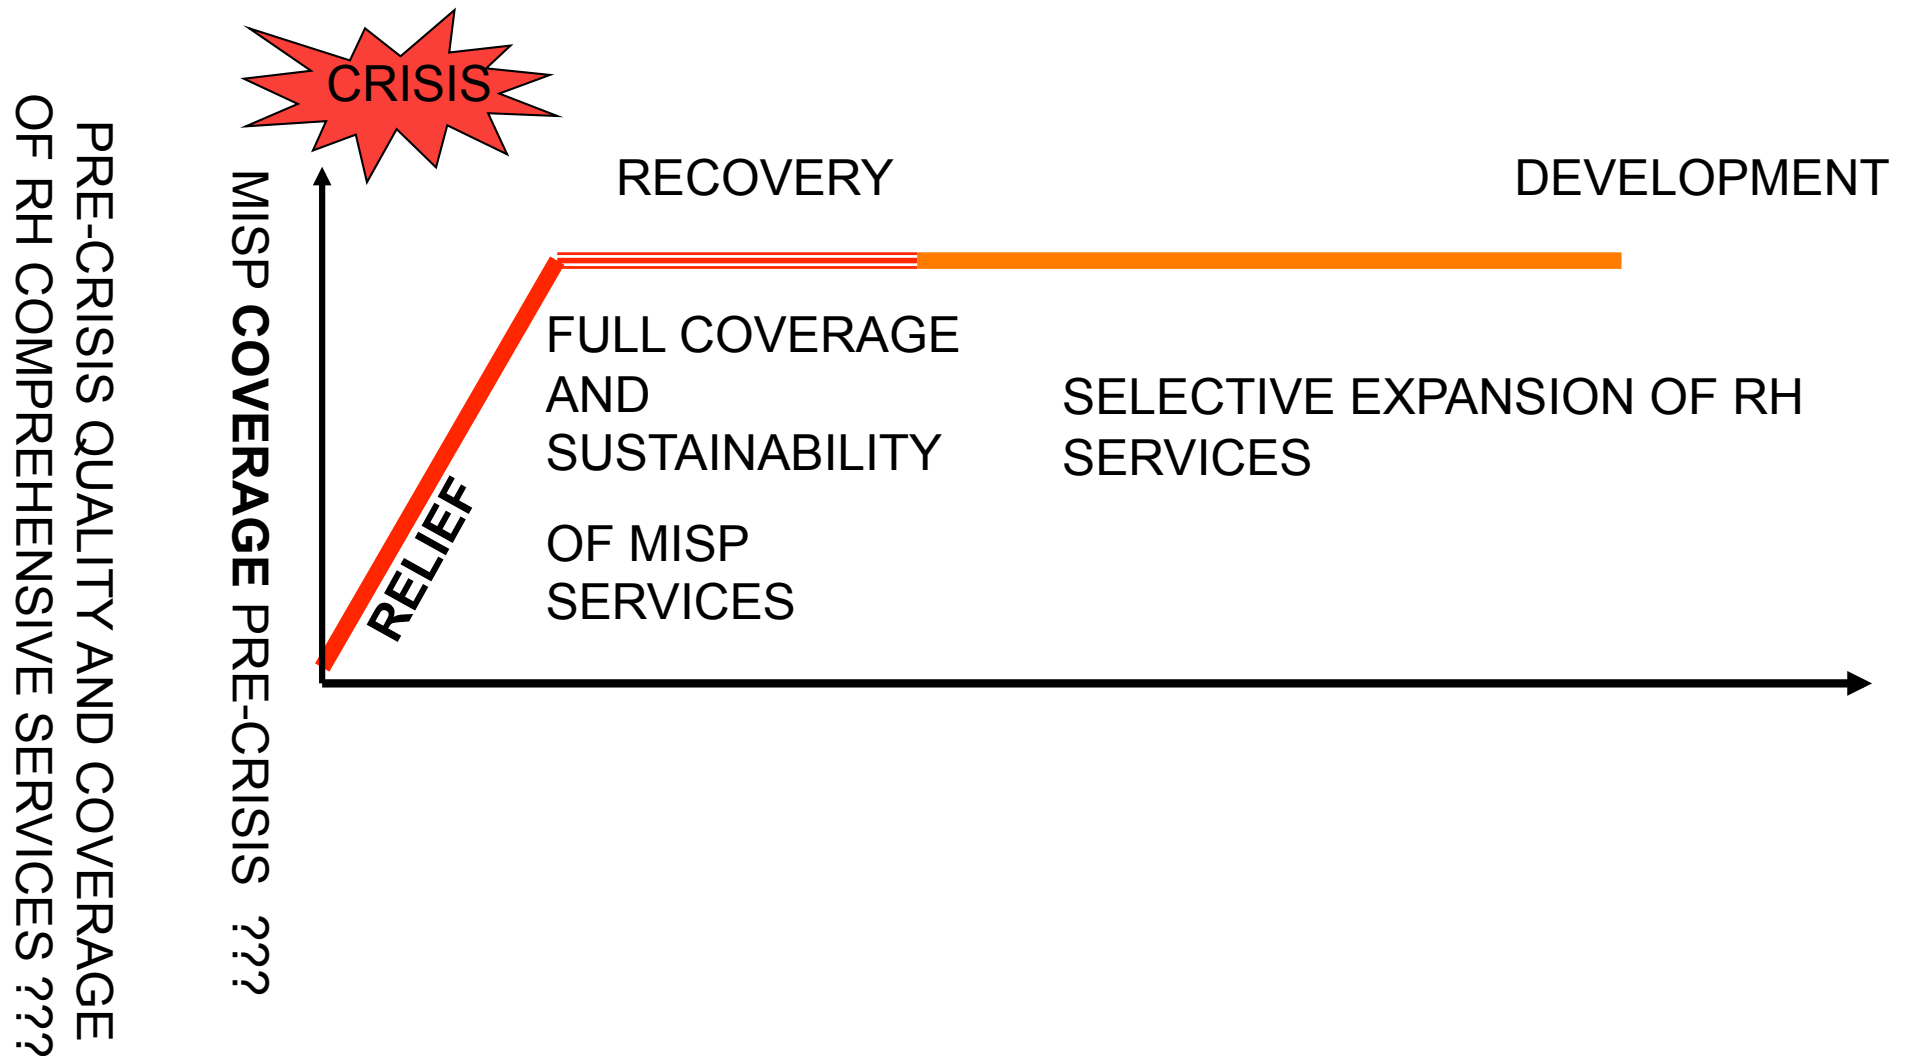 CRISIS
RECOVERY
DEVELOPMENT
PRE-CRISIS QUALITY AND COVERAGE
OF RH COMPREHENSIVE SERVICES ???
MISP COVERAGE PRE-CRISIS ???
RELIEF
FULL COVERAGE
AND
SUSTAINABILITY
OF MISP
SERVICES
SELECTIVE EXPANSION OF RH
SERVICES